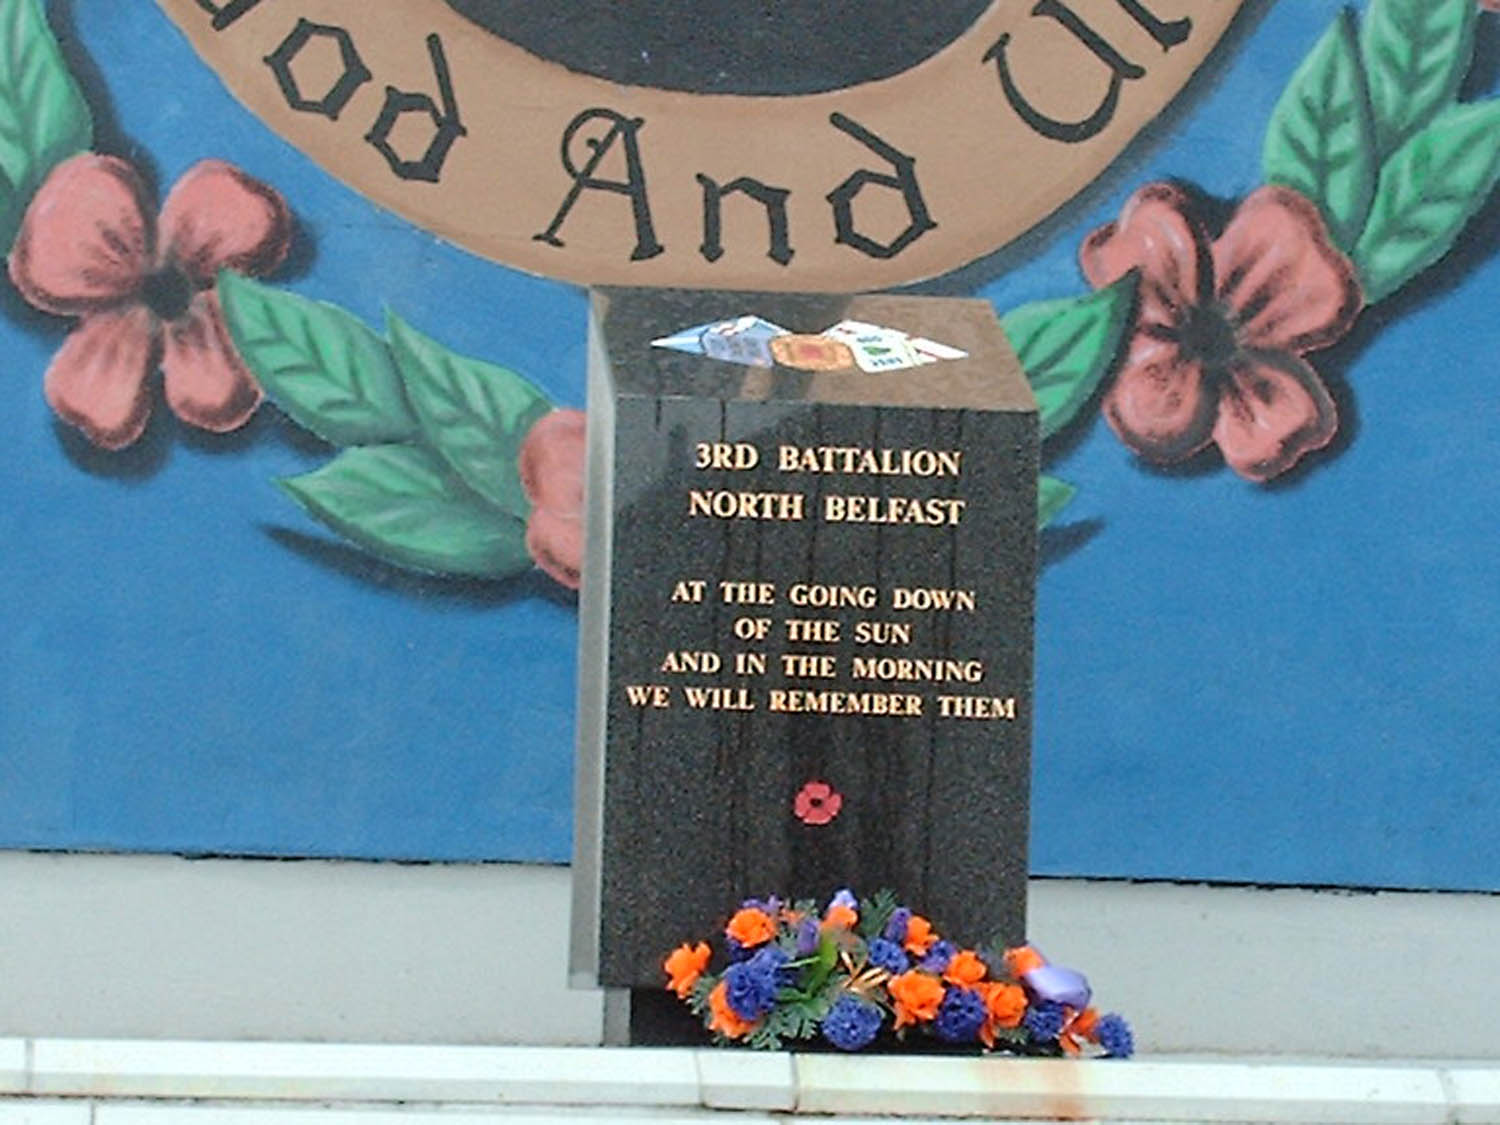 And
3RD BATTALION
NORTH BELFAST
AT THE GOING DOWN
OF THE SUN
AND IN THE MORNING
WE WILL REMEMBER THEM